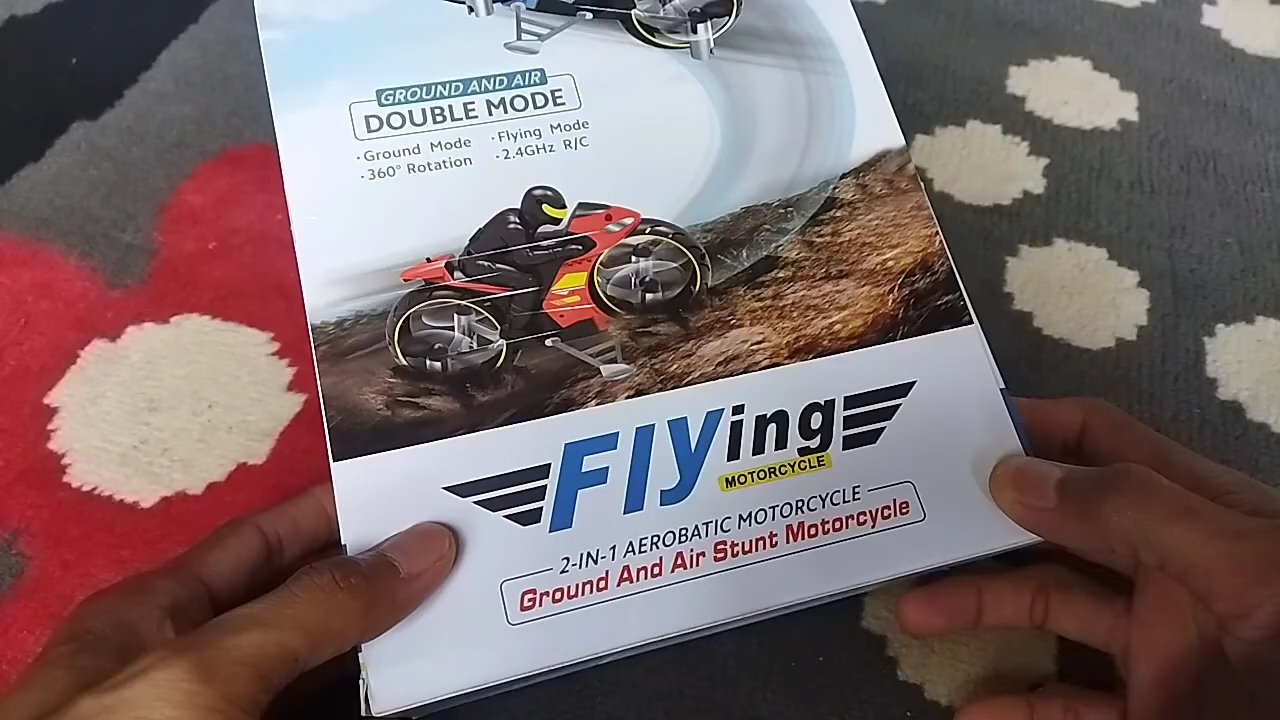 GROUND AND AIR
DOUBLE MODE
·Ground Mode ·Flying Mode
·360° Rotation ·2.4GHz R/C
FLYing
MOTORCYCLE
2-IN-1 AEROBATIC MOTORCYCLE
Ground And Air Stunt Motorcycle